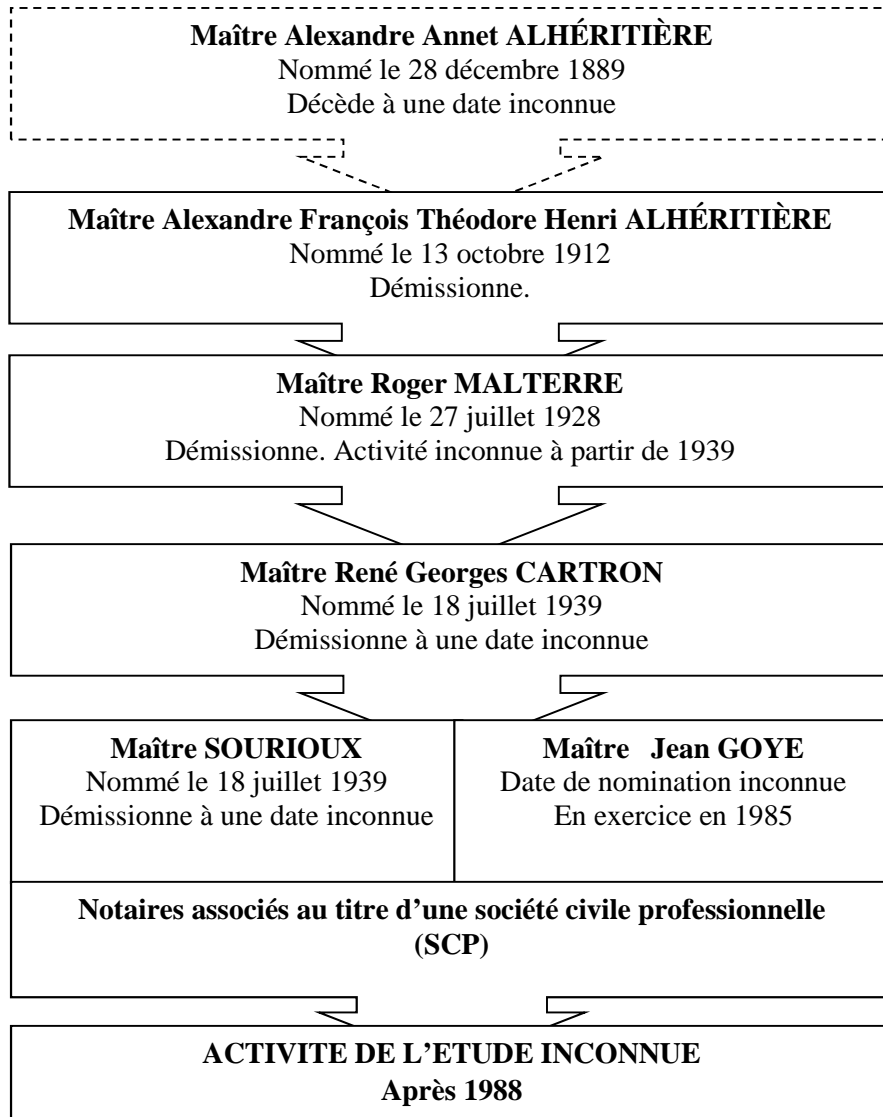 Maître Alexandre Annet ALHÉRITIÈRE
Nommé le 28 décembre 1889
Décède à une date inconnue
Maître Alexandre François Théodore Henri ALHÉRITIÈRE
Nommé le 13 octobre 1912
Démissionne.
Maître Roger MALTERRE
Nommé le 27 juillet 1928
Démissionne. Activité inconnue à partir de 1939
Maître René Georges CARTRON
Nommé le 18 juillet 1939
Démissionne à une date inconnue
Maître SOURIOUX
Nommé le 18 juillet 1939
Démissionne à une date inconnue
Maître Jean GOYE
Date de nomination inconnue
En exercice en 1985
Notaires associés au titre d’une société civile professionnelle
(SCP)
ACTIVITE DE L’ETUDE INCONNUE
Après 1988